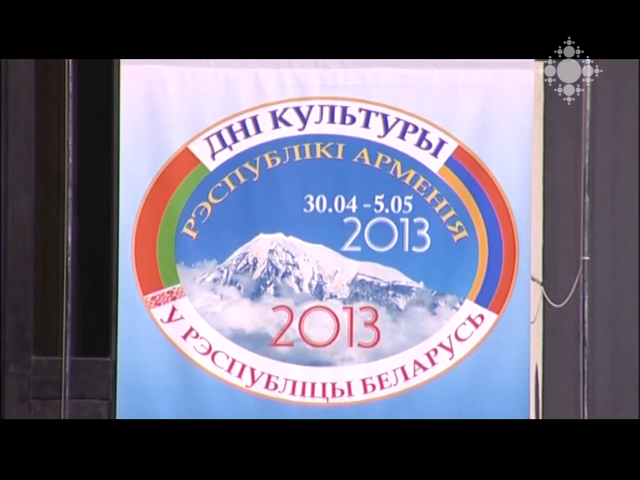 ДНІ КУЛЬТУРЫ
РЭСПУБЛІКІ АРМЕНІЯ
30.04 - 5.05
2013
2013
У РЭСПУБЛІЦЫ БЕЛАРУСЬ